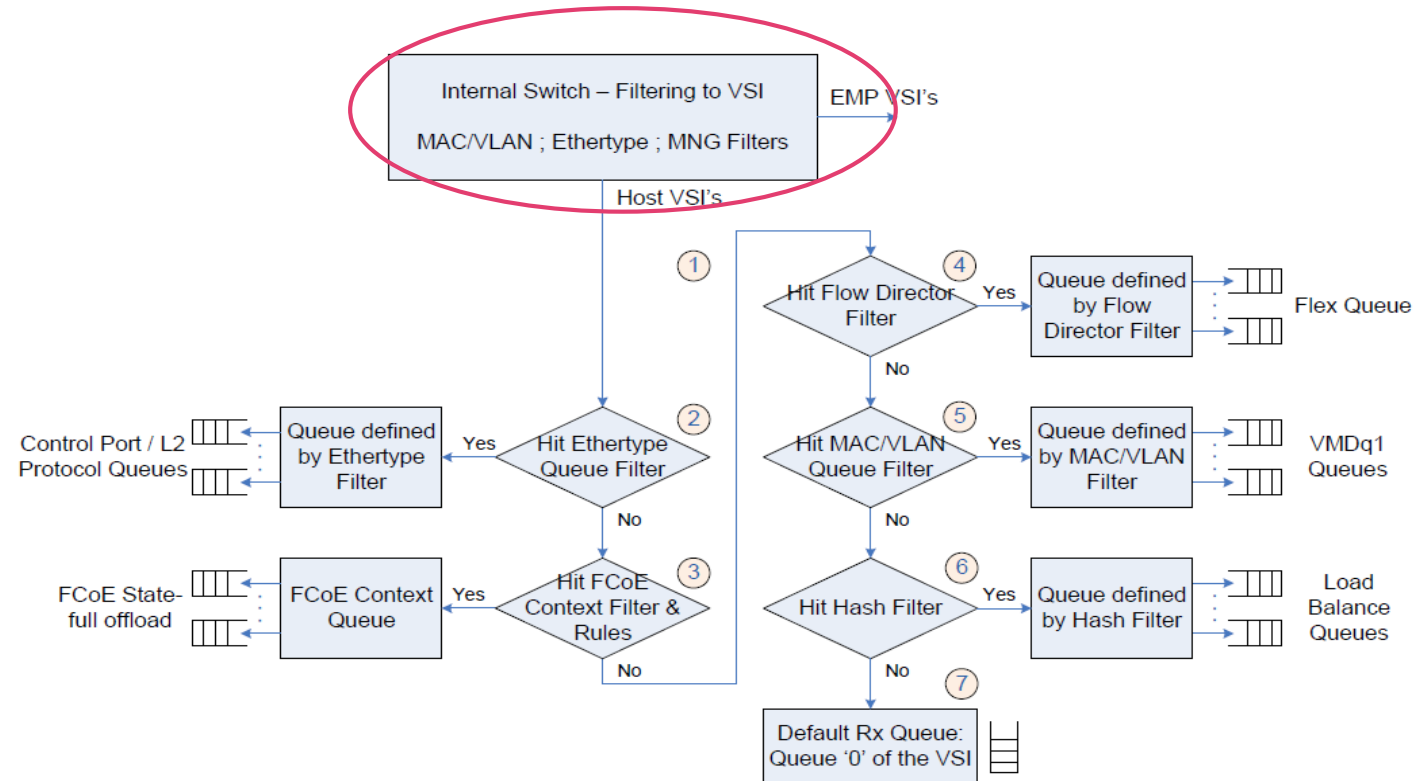 Internal Switch – Filtering to VSI
MAC/VLAN ; Ethertype ; MNG Filters
EMP VSI's
Host VSI's
1
2
Hit Ethertype
Queue Filter
Yes
Queue defined
by Ethertype
Filter
Control Port / L2
Protocol Queues
No
3
Hit FCoE
Context Filter &
Rules
Yes
FCoE Context
Queue
FCoE State-
full offload
No
4
Hit Flow Director
Filter
Yes
Queue defined
by Flow
Director Filter
Flex Queue
No
5
Hit MAC/VLAN
Queue Filter
Yes
Queue defined
by MAC/VLAN
Filter
VMDq1
Queues
No
6
Hit Hash Filter
Yes
Queue defined
by Hash Filter
Load
Balance
Queues
No
7
Default Rx Queue:
Queue '0' of the VSI